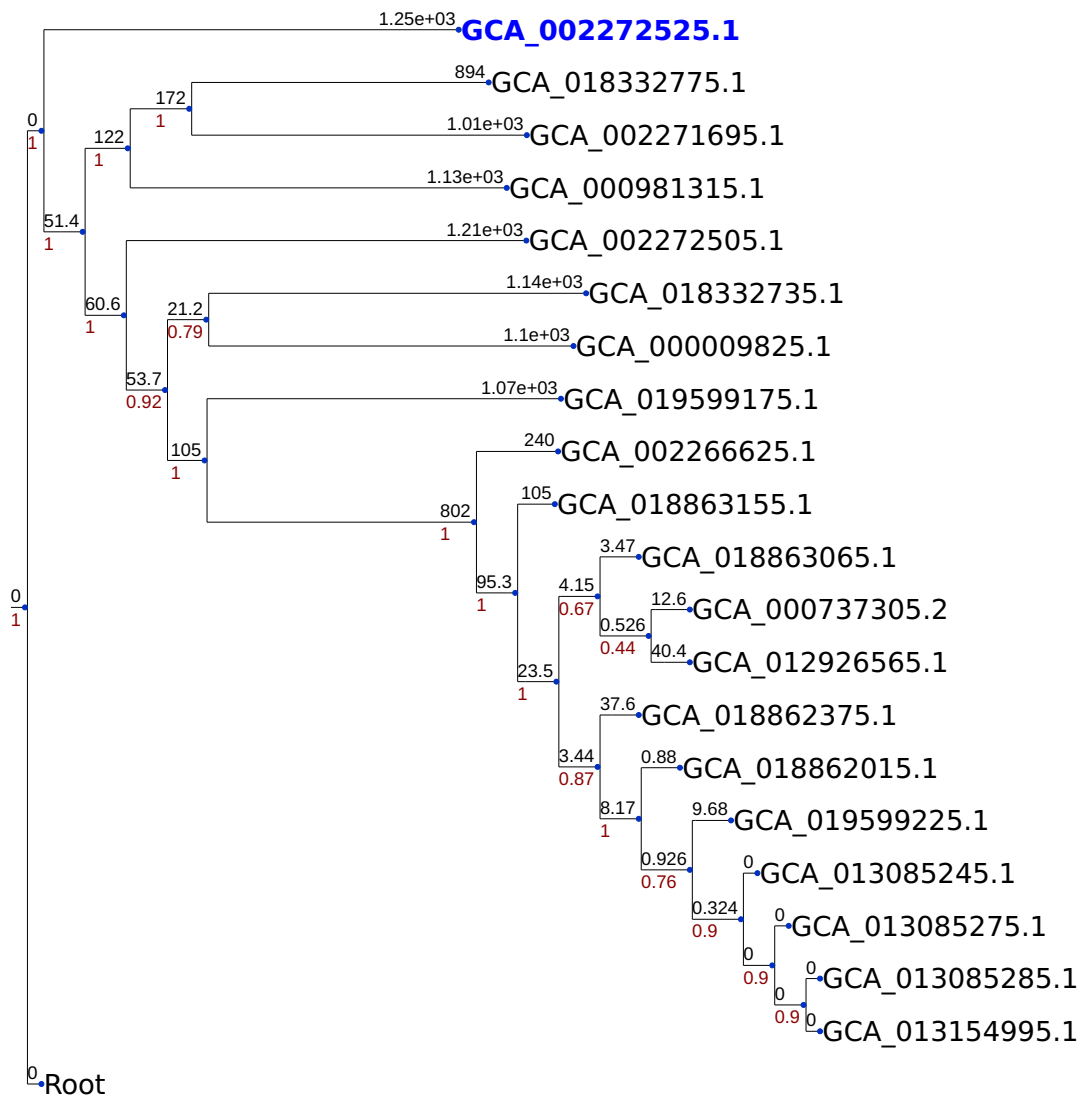 1.25e+03 GCA_002272525.1
894 GCA_018332775.1
172
1
1.01e+03 GCA_002271695.1
0
1
122
1
1.13e+03 GCA_000981315.1
51.4
1
1.21e+03 GCA_002272505.1
1.14e+03 GCA_018332735.1
60.6
1
21.2
0.79
1.1e+03 GCA_000009825.1
53.7
0.92
1.07e+03 GCA_019599175.1
105
1
240 GCA_002266625.1
105 GCA_018863155.1
802
1
3.47 GCA_018863065.1
95.3
1
4.15
0.67
0
1
12.6 GCA_000737305.2
0.526
0.44
40.4 GCA_012926565.1
23.5
1
37.6 GCA_018862375.1
3.44
0.87
0.88 GCA_018862015.1
8.17
1
9.68 GCA_019599225.1
0.926
0.76
0 GCA_013085245.1
0.324
0.9
0 GCA_013085275.1
0
0.9
0 GCA_013085285.1
0
0.9
0 GCA_013154995.1
0 Root